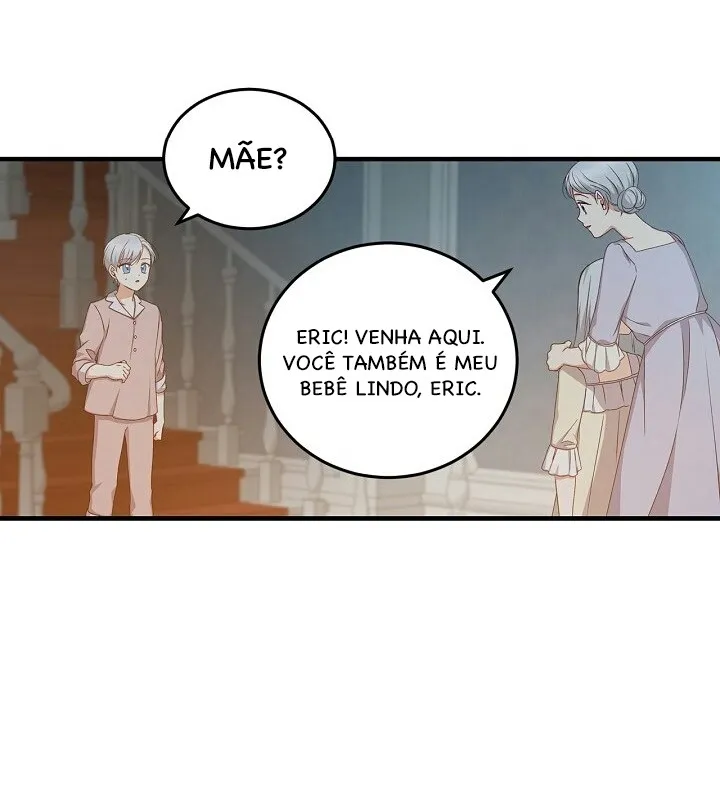 MÃE?
ERIC! VENHA AQUI.
VOCÊ TAMBÉM É MEU
BEBÊ LINDO, ERIC.